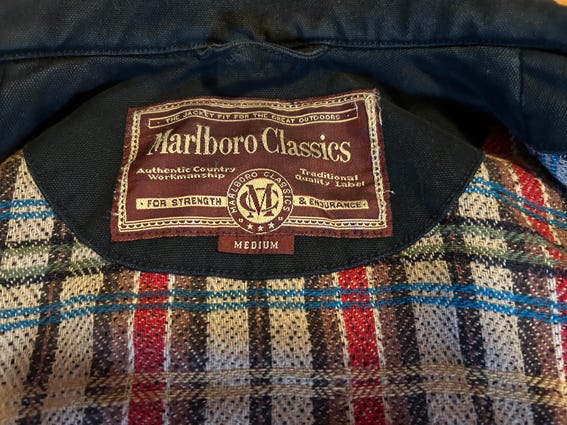 THE JACKET FIT FOR THE GREAT OUTDOORS
Marlboro Classics
Authentic Country Workmanship
Traditional Quality Label
MARLBORO CLASSICS
MC
FOR STRENGTH & ENDURANCE
MEDIUM